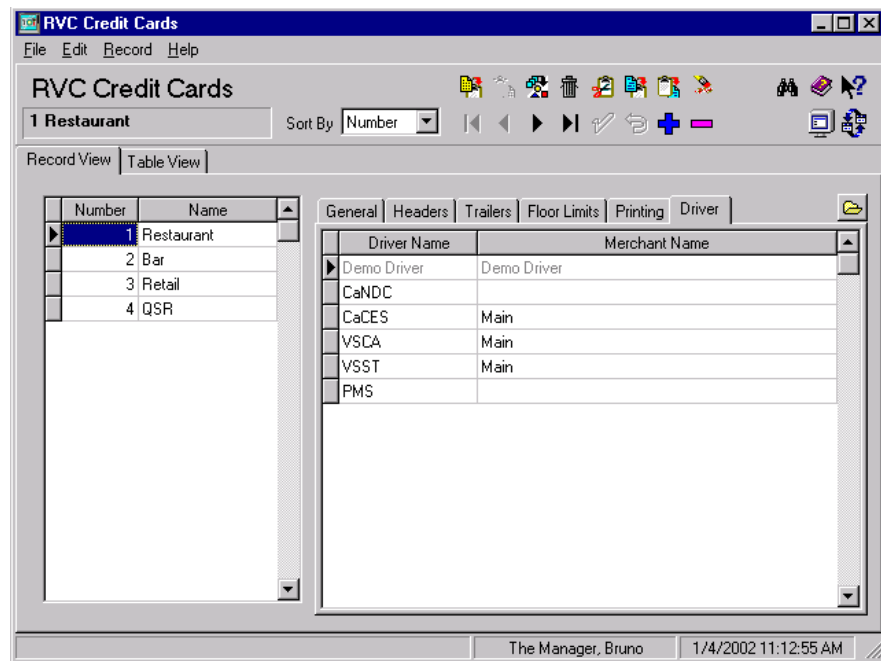 RVC Credit Cards
File Edit Record Help
RVC Credit Cards
1 Restaurant Sort By Number
Record View Table View
General Headers Trailers Floor Limits Printing Driver
Number Name
1 Restaurant
2 Bar
3 Retail
4 QSR
Driver Name Merchant Name
Demo Driver Demo Driver
CaNDC
CaCES Main
VSCA Main
VSST Main
PMS
The Manager, Bruno 1/4/2002 11:12:55 AM